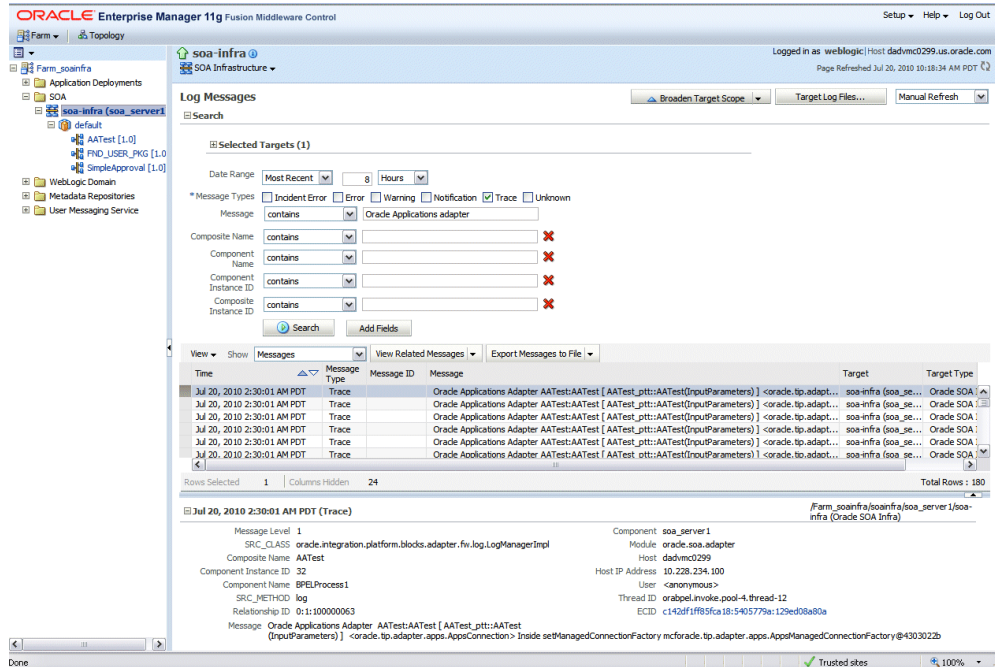 ORACLE Enterprise Manager 11g Fusion Middleware Control
Setup Help Log Out
Farm Topology
soa-infra
Logged in as weblogic|Host dadvmc0299.us.oracle.com
SOA Infrastructure
Page Refreshed Jul 20, 2010 10:18:34 AM PDT
Farm_soainfra
Application Deployments
SOA
soa-infra (soa_server1
default
AATest [1.0]
FND_USER_PKG [1.0
SimpleApproval [1.0]
WebLogic Domain
Metadata Repositories
User Messaging Service
Log Messages
Broaden Target Scope Target Log Files... Manual Refresh
Search
Selected Targets (1)
Date Range Most Recent 8 Hours
* Message Types Incident Error Error Warning Notification Trace Unknown
Message contains Oracle Applications adapter
Composite Name contains
Component Name contains
Component Instance ID contains
Composite Instance ID contains
Search Add Fields
View Show Messages View Related Messages Export Messages to File
Time Message Type Message ID Message Target Target Type
Jul 20, 2010 2:30:01 AM PDT Trace Oracle Applications Adapter AATest:AATest [ AATest_ptt::AATest(InputParameters) ] <oracle.tip.adapt... soa-infra (soa_se... Oracle SOA I
Jul 20, 2010 2:30:01 AM PDT Trace Oracle Applications Adapter AATest:AATest [ AATest_ptt::AATest(InputParameters) ] <oracle.tip.adapt... soa-infra (soa_se... Oracle SOA I
Jul 20, 2010 2:30:01 AM PDT Trace Oracle Applications Adapter AATest:AATest [ AATest_ptt::AATest(InputParameters) ] <oracle.tip.adapt... soa-infra (soa_se... Oracle SOA I
Jul 20, 2010 2:30:01 AM PDT Trace Oracle Applications Adapter AATest:AATest [ AATest_ptt::AATest(InputParameters) ] <oracle.tip.adapt... soa-infra (soa_se... Oracle SOA I
Jul 20, 2010 2:30:01 AM PDT Trace Oracle Applications Adapter AATest:AATest [ AATest_ptt::AATest(InputParameters) ] <oracle.tip.adapt... soa-infra (soa_se... Oracle SOA I
Jul 20, 2010 2:30:01 AM PDT Trace Oracle Applications Adapter AATest:AATest [ AATest_ptt::AATest(InputParameters) ] <oracle.tip.adapt... soa-infra (soa_se... Oracle SOA I
Rows Selected 1 Columns Hidden 24 Total Rows : 180
Jul 20, 2010 2:30:01 AM PDT (Trace)
/Farm_soainfra/soainfra/soa_server1/soa-
infra (Oracle SOA Infra)
Message Level 1
SRC_CLASS oracle.integration.platform.blocks.adapter.fw.log.LogManagerImpl
Composite Name AATest
Component Instance ID 32
Component Name BPELProcess1
SRC_METHOD log
Relationship ID 0:1:100000063
Component soa_server1
Module oracle.soa.adapter
Host dadvmc0299
Host IP Address 10.228.234.100
User <anonymous>
Thread ID orabpel.invoke.pool-4.thread-12
ECID c142df1ff85fca18:5405779a:129ed08a80a
Message Oracle Applications Adapter AATest:AATest [ AATest_ptt::AATest
(InputParameters) ] <oracle.tip.adapter.apps.AppsConnection> Inside setManagedConnectionFactory mcforacle.tip.adapter.apps.AppsManagedConnectionFactory@4303022b
Done
Trusted sites
100%